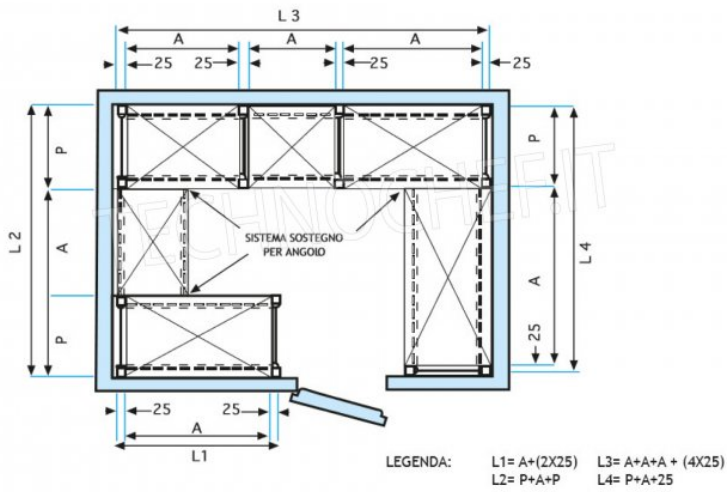 L 3
A A A
25 25 25 25
P P
TECHNOCHEF.IT
L 2 A SISTEMA SOSTEGNO A L 4
PER ANGOLO
P 25
25 25
A
L1
LEGENDA: L1= A+(2X25) L3= A+A+A + (4X25)
L2= P+A+P L4= P+A+25